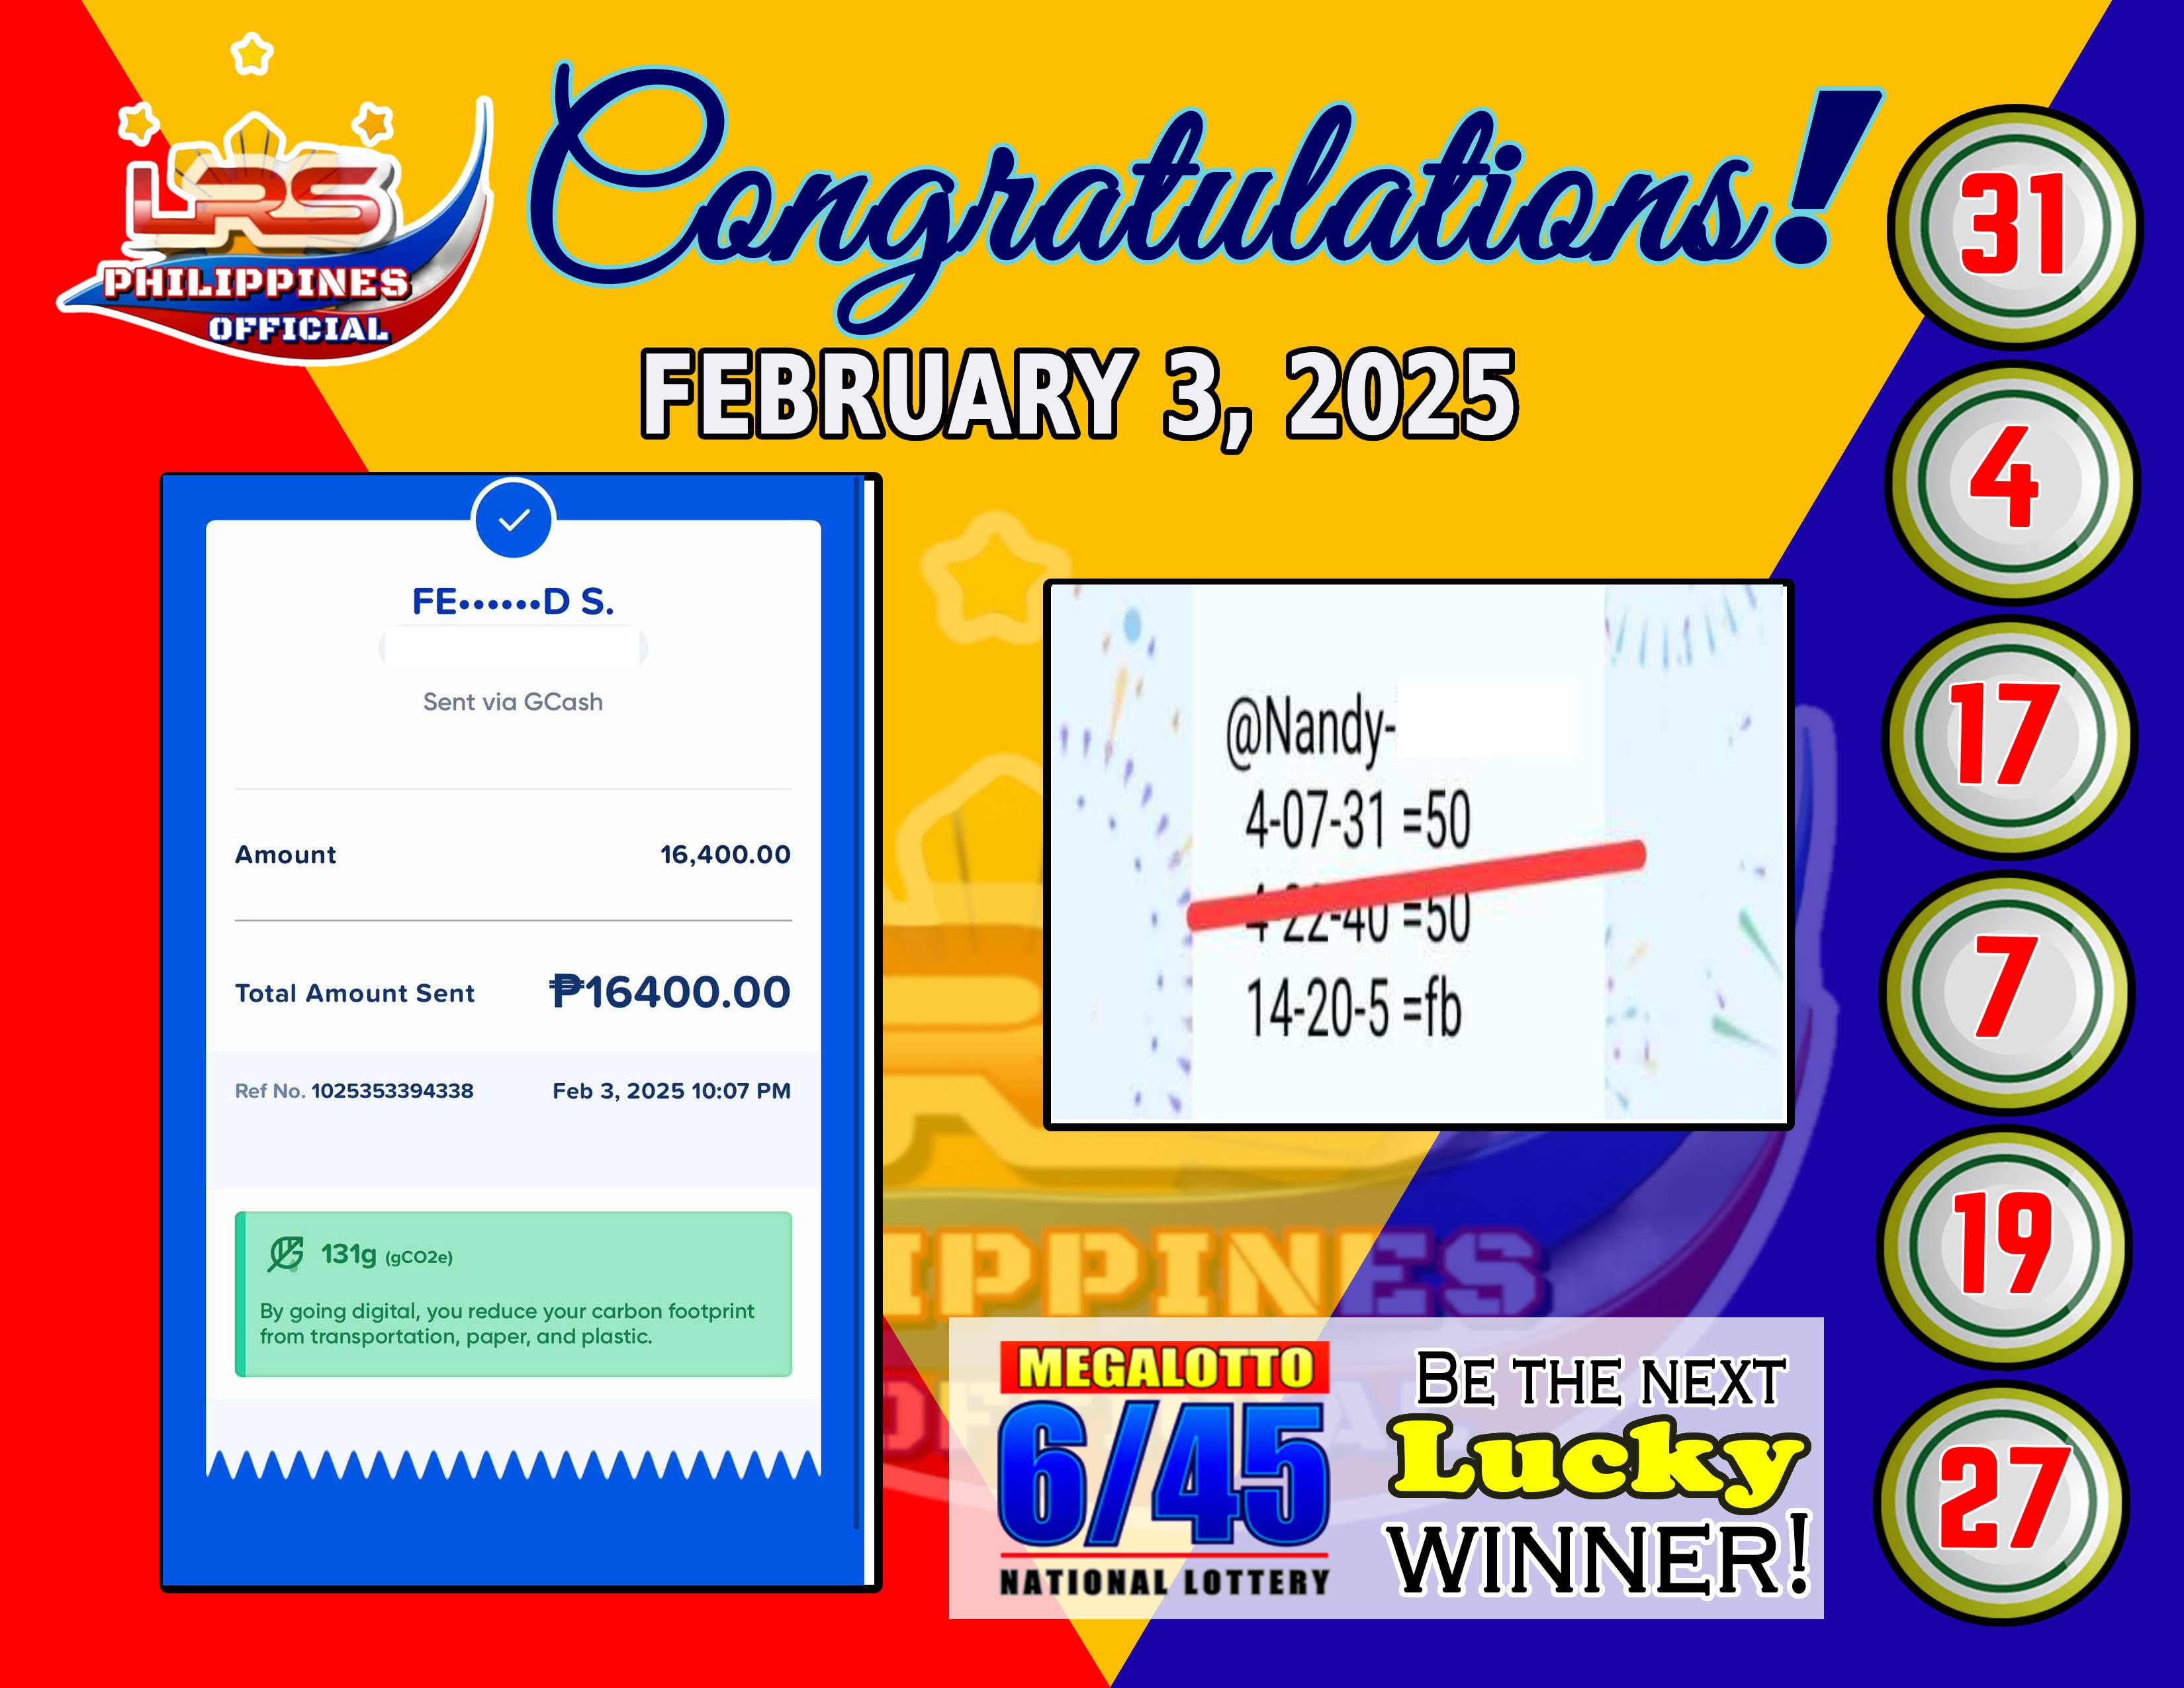 Congratulations!
LRS
PHILIPPINES
OFFICIAL
FEBRUARY 3, 2025
FE••••••D S.
Sent via GCash
Amount 16,400.00
Total Amount Sent ₱16400.00
Ref No. 1025353394338 Feb 3, 2025 10:07 PM
131g (gCO2e)
By going digital, you reduce your carbon footprint
from transportation, paper, and plastic.
@Nandy-
4-07-31 =50
4-22-40 =50
14-20-5 =fb
MEGALOTTO
6/45
NATIONAL LOTTERY
BE THE NEXT
Lucky
WINNER!
31
4
17
7
19
27